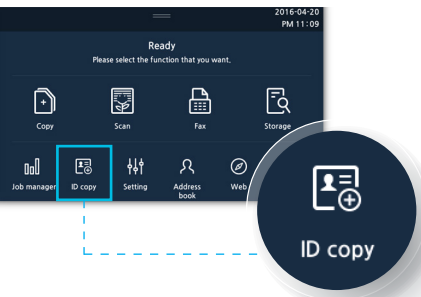 2016-04-20
PM 11:09
Ready
Please select the function that you want.
Copy
Scan
Fax
Storage
Job manager
ID copy
Setting
Address
book
Web
ID copy